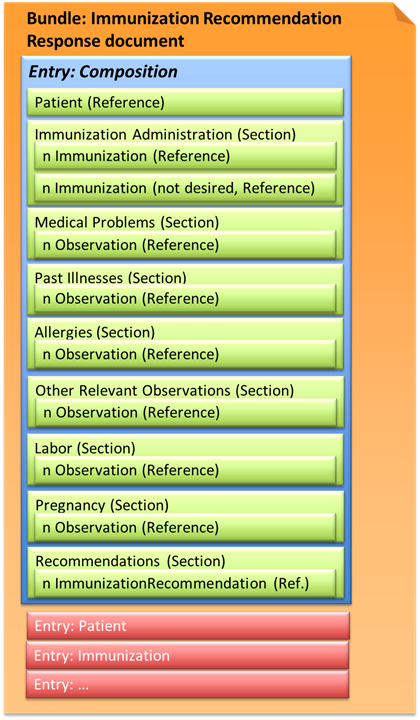 Bundle: Immunization Recommendation
Response document
Entry: Composition
Patient (Reference)
Immunization Administration (Section)
n Immunization (Reference)
n Immunization (not desired, Reference)
Medical Problems (Section)
n Observation (Reference)
Past Illnesses (Section)
n Observation (Reference)
Allergies (Section)
n Observation (Reference)
Other Relevant Observations (Section)
n Observation (Reference)
Labor (Section)
n Observation (Reference)
Pregnancy (Section)
n Observation (Reference)
Recommendations (Section)
n ImmunizationRecommendation (Ref.)
Entry: Patient
Entry: Immunization
Entry: ...